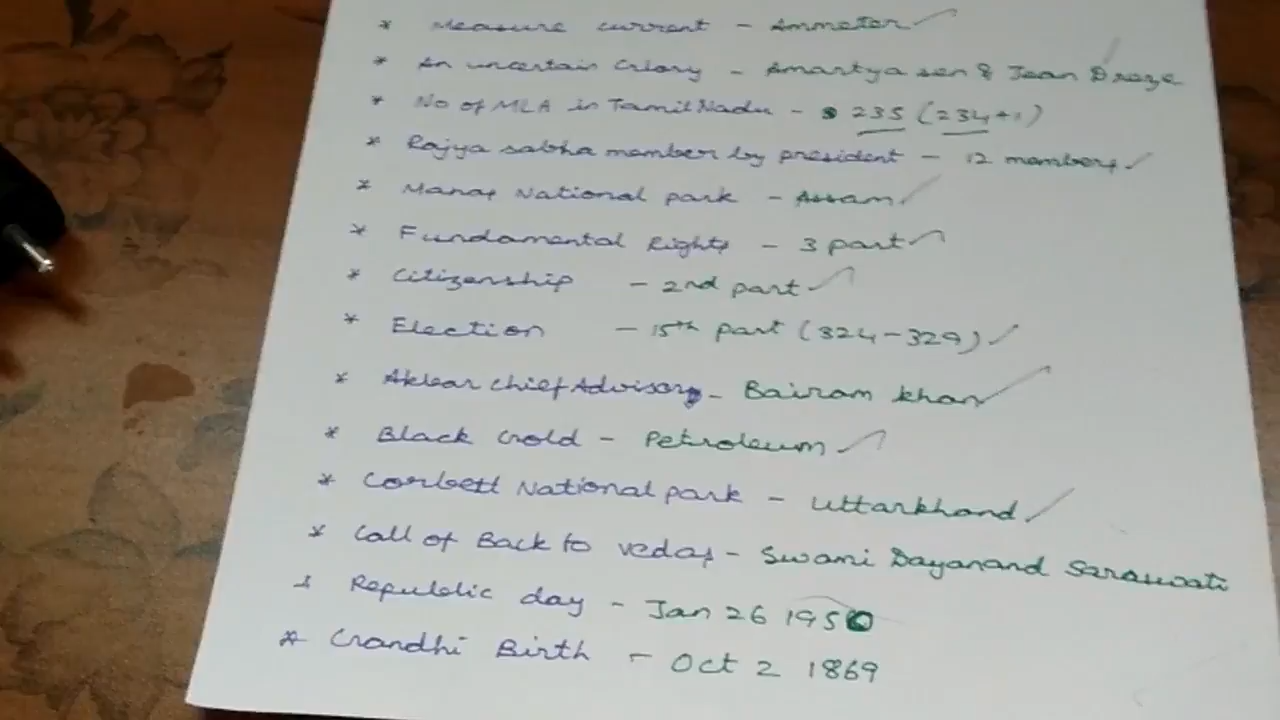 * Measure current - Ammeter
* An uncertain Glory - Amartya sen & Jean Dreze
* No of MLA in Tamil Nadu - 235 (234+1)
* Rajya sabha member by president - 12 members
* Manas National park - Assam
* Fundamental Rights - 3 part
* Citizenship - 2nd part
* Election - 15th part (324-329)
* Akbar chief Advisory - Bairam khan
* Black Gold - Petroleum
* Corbett National park - Uttarkhand
* Call of Back to vedas - Swami Dayanand Saraswati
* Republic day - Jan 26 1950
* Gandhi Birth - Oct 2 1869